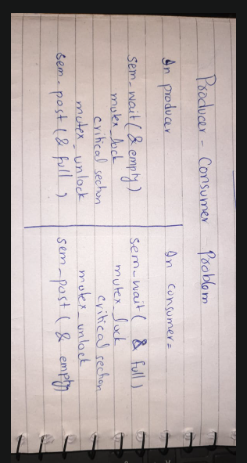 Producer - Consumer Problem
In producer
sem_wait( & empty)
mutex_lock
critical section
mutex_unlock
sem_post ( & full )
In consumer=
sem_wait( & full )
mutex_lock
critical section
mutex_unlock
sem_post ( & empty